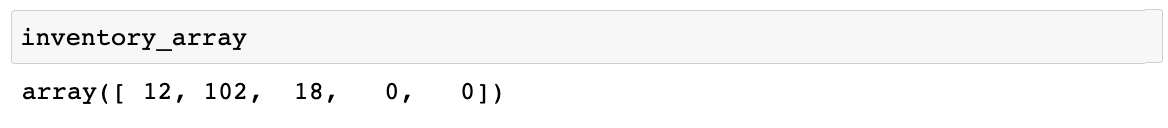 inventory_array
array([ 12, 102,  18,   0,   0])